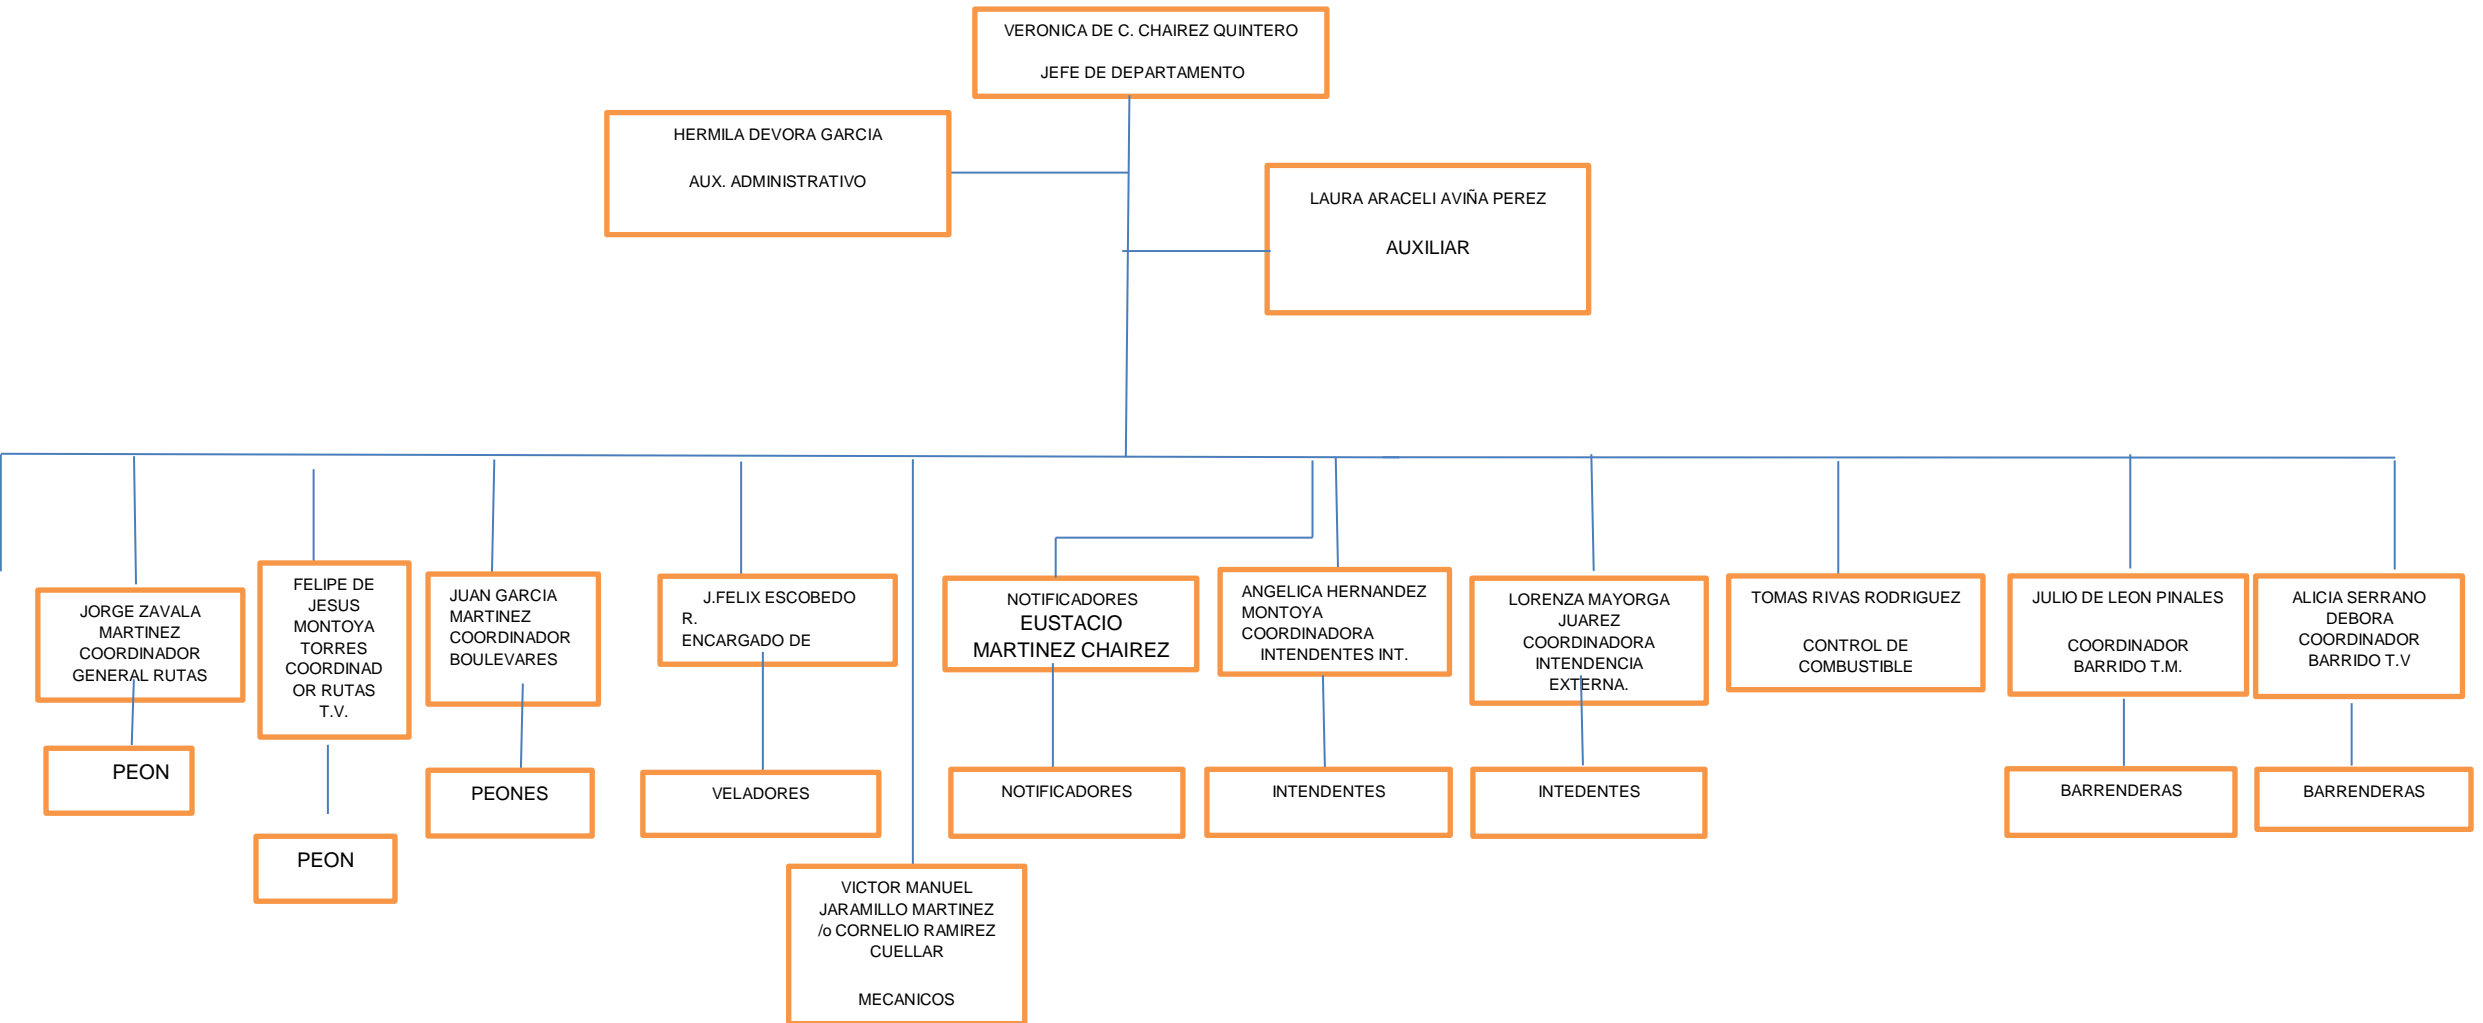 VERONICA DE C. CHAIREZ QUINTERO
JEFE DE DEPARTAMENTO
HERMILA DEVORA GARCIA
AUX. ADMINISTRATIVO
LAURA ARACELI AVIÑA PEREZ
AUXILIAR
JORGE ZAVALA
MARTINEZ
COORDINADOR
GENERAL RUTAS
FELIPE DE
JESUS
MONTOYA
TORRES
COORDINAD
OR RUTAS
T.V.
JUAN GARCIA
MARTINEZ
COORDINADOR
BOULEVARES
J.FELIX ESCOBEDO
R.
ENCARGADO DE
NOTIFICADORES
EUSTACIO
MARTINEZ CHAIREZ
ANGELICA HERNANDEZ
MONTOYA
COORDINADORA
INTENDENTES INT.
LORENZA MAYORGA
JUAREZ
COORDINADORA
INTENDENCIA
EXTERNA.
TOMAS RIVAS RODRIGUEZ
CONTROL DE
COMBUSTIBLE
JULIO DE LEON PINALES
COORDINADOR
BARRIDO T.M.
ALICIA SERRANO
DEBORA
COORDINADOR
BARRIDO T.V
PEON
PEON
PEONES
VELADORES
NOTIFICADORES
INTENDENTES
INTEDENTES
BARRENDERAS
BARRENDERAS
VICTOR MANUEL
JARAMILLO MARTINEZ
/o CORNELIO RAMIREZ
CUELLAR
MECANICOS